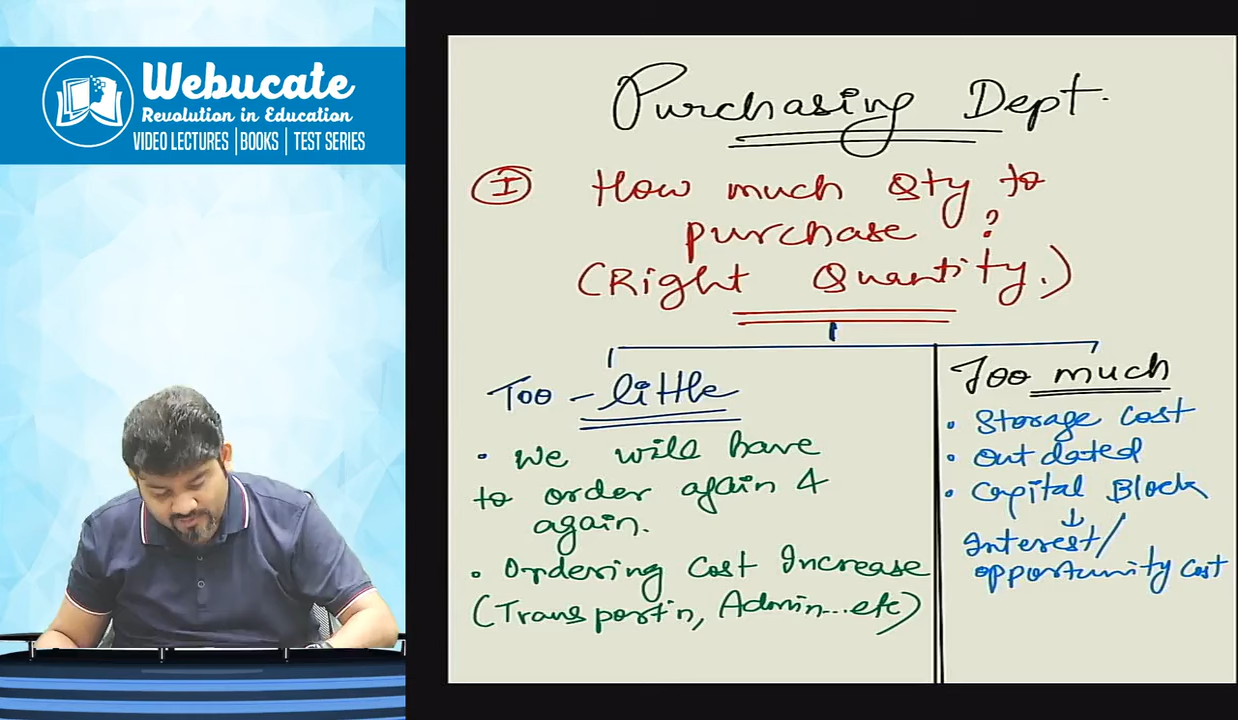 Webucate
Revolution in Education
VIDEO LECTURES | BOOKS | TEST SERIES
Purchasing Dept.
I How much Qty to
purchase ?
(Right Quantity.)
Too - little
• We will have
to order again &
again.
• Ordering Cost Increase
(Transport'n, Admin...etc)
Too much
• Storage Cost
• Out dated
• Capital Block
↓
Interest/
opportunity cost